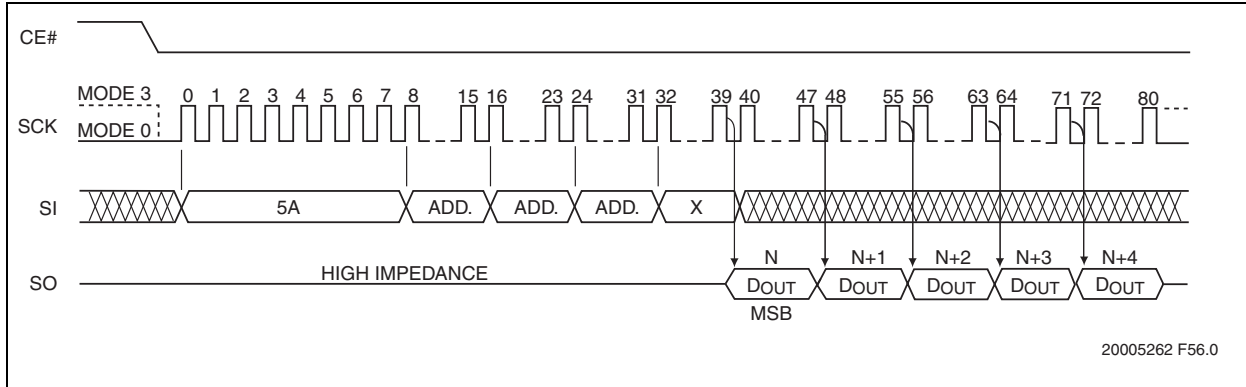 CE#
MODE 3 0 1 2 3 4 5 6 7 8 15 16 23 24 31 32 39 40 47 48 55 56 63 64 71 72 80
SCK MODE 0
SI 5A ADD. ADD. ADD. X
N N+1 N+2 N+3 N+4
SO HIGH IMPEDANCE DOUT DOUT DOUT DOUT DOUT
MSB
20005262 F56.0